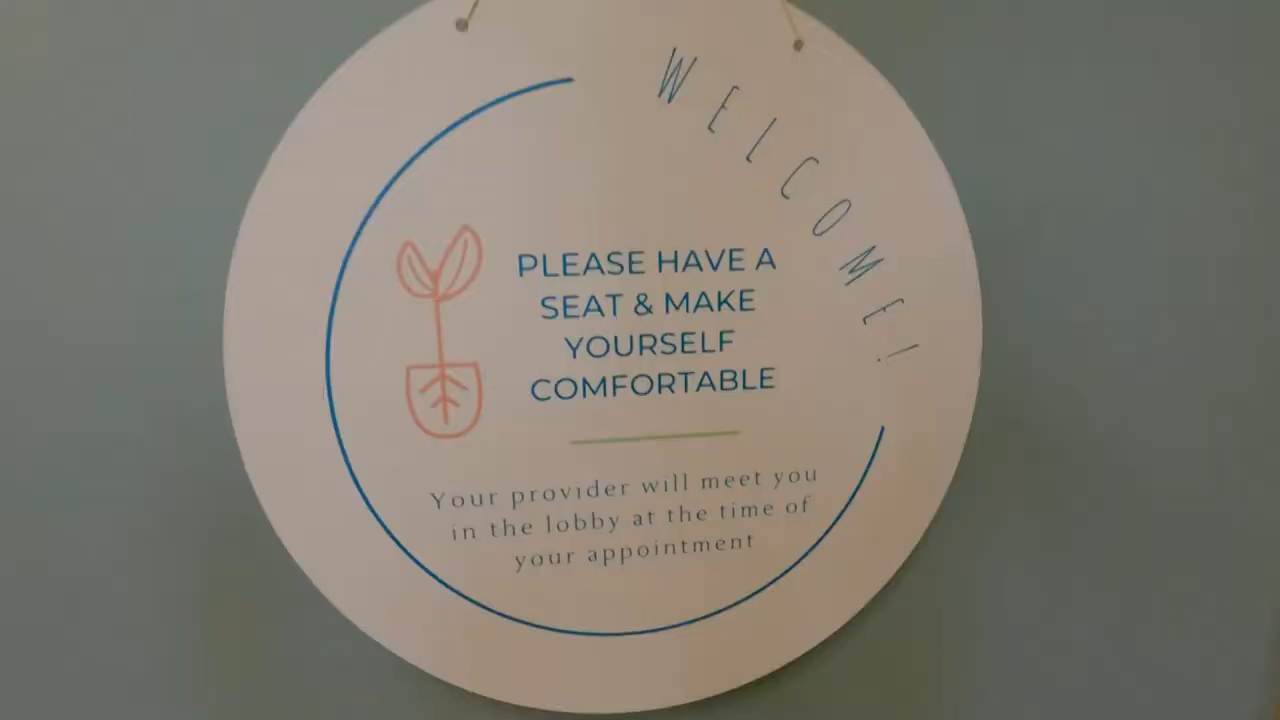 WELCOME!
PLEASE HAVE A
SEAT & MAKE
YOURSELF
COMFORTABLE
Your provider will meet you
in the lobby at the time of
your appointment